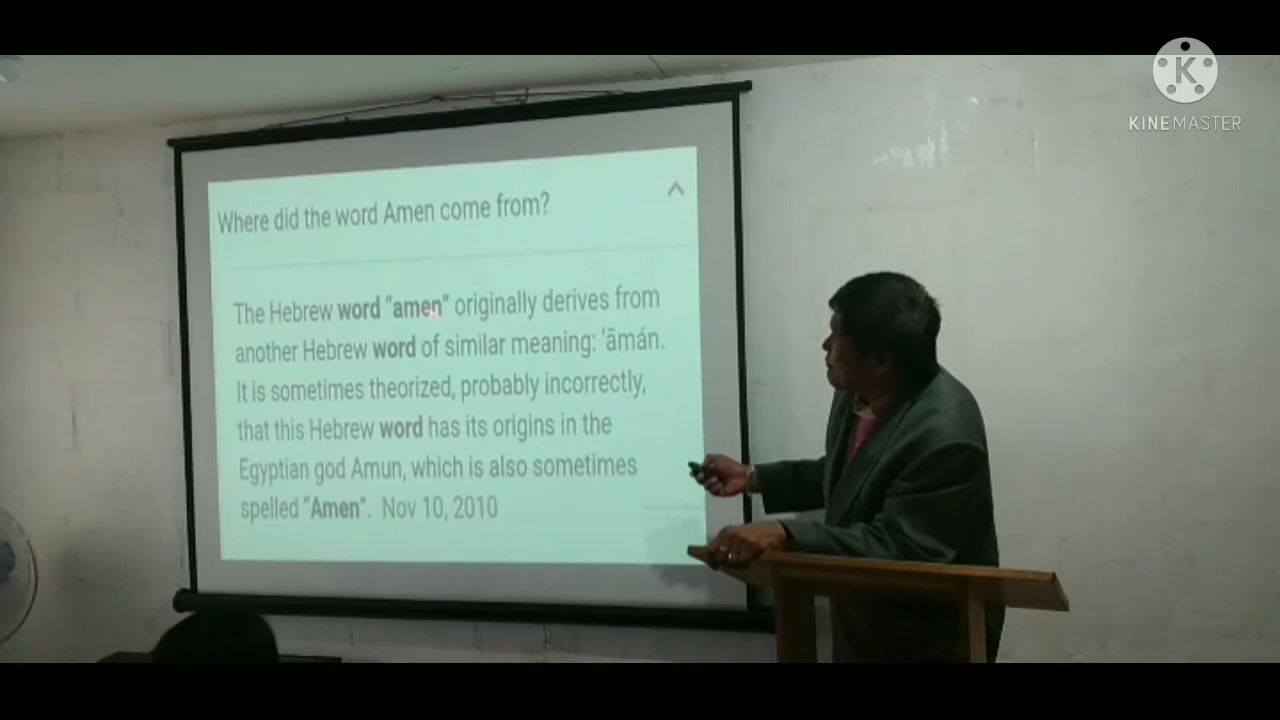 K
KINEMASTER
Where did the word Amen come from?
The Hebrew word "amen" originally derives from
another Hebrew word of similar meaning: 'āmán.
It is sometimes theorized, probably incorrectly,
that this Hebrew word has its origins in the
Egyptian god Amun, which is also sometimes
spelled "Amen". Nov 10, 2010